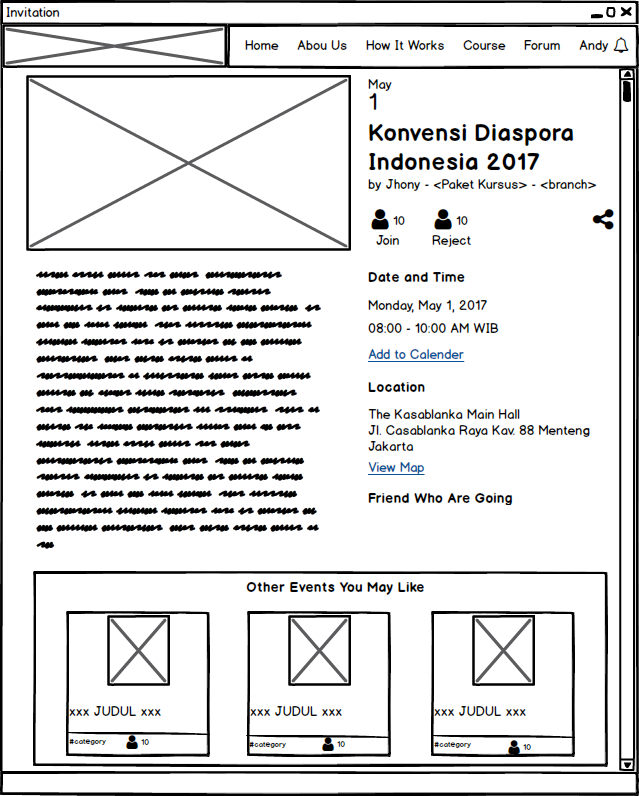 Invitation
Home Abou Us How It Works Course Forum Andy
May
1
Konvensi Diaspora
Indonesia 2017
by Jhony - <Paket Kursus> - <branch>
10 10
Join Reject
Date and Time
Monday, May 1, 2017
08:00 - 10:00 AM WIB
Add to Calender
Location
The Kasablanka Main Hall
Jl. Casablanka Raya Kav. 88 Menteng
Jakarta
View Map
Friend Who Are Going
Other Events You May Like
xxx JUDUL xxx xxx JUDUL xxx xxx JUDUL xxx
#category 10 #category 10 #category 10